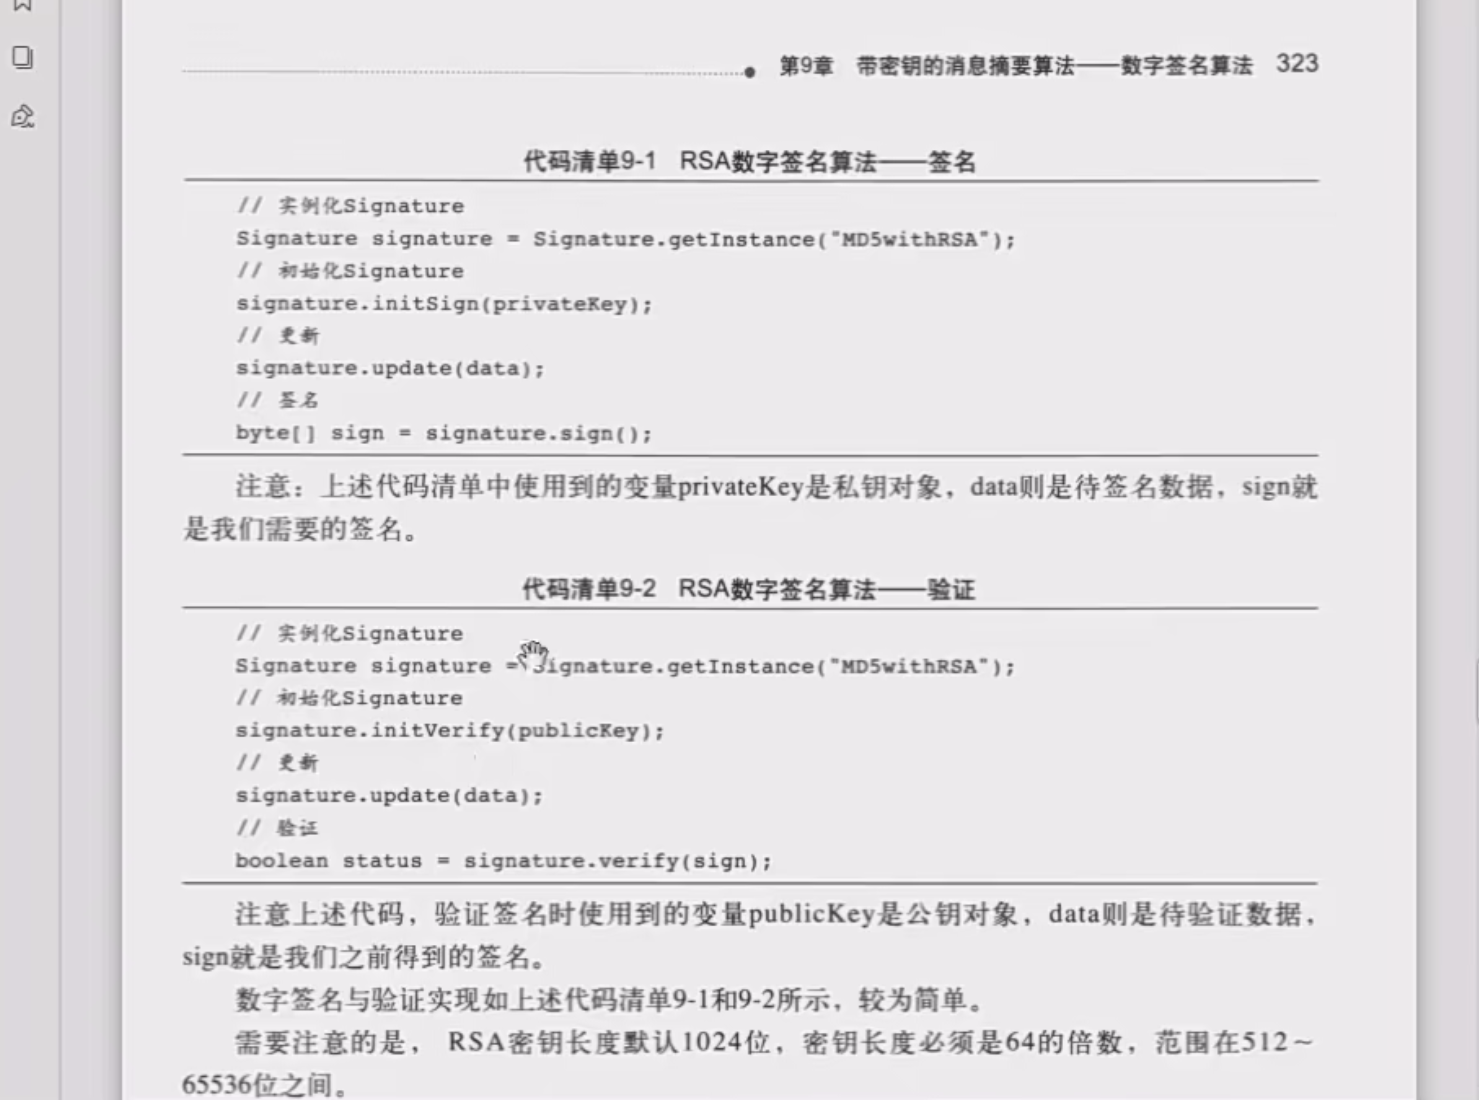 第9章 带密钥的消息摘要算法——数字签名算法 323
代码清单9-1 RSA数字签名算法——签名
// 实例化Signature
Signature signature = Signature.getInstance("MD5withRSA");
// 初始化Signature
signature.initSign(privateKey);
// 更新
signature.update(data);
// 签名
byte[] sign = signature.sign();
注意：上述代码清单中使用到的变量privateKey是私钥对象，data则是待签名数据，sign就
是我们需要的签名。
代码清单9-2 RSA数字签名算法——验证
// 实例化Signature
Signature signature = Signature.getInstance("MD5withRSA");
// 初始化Signature
signature.initVerify(publicKey);
// 更新
signature.update(data);
// 验证
boolean status = signature.verify(sign);
注意上述代码，验证签名时使用到的变量publicKey是公钥对象，data则是待验证数据，
sign就是我们之前得到的签名。
数字签名与验证实现如上述代码清单9-1和9-2所示，较为简单。
需要注意的是， RSA密钥长度默认1024位，密钥长度必须是64的倍数，范围在512～
65536位之间。